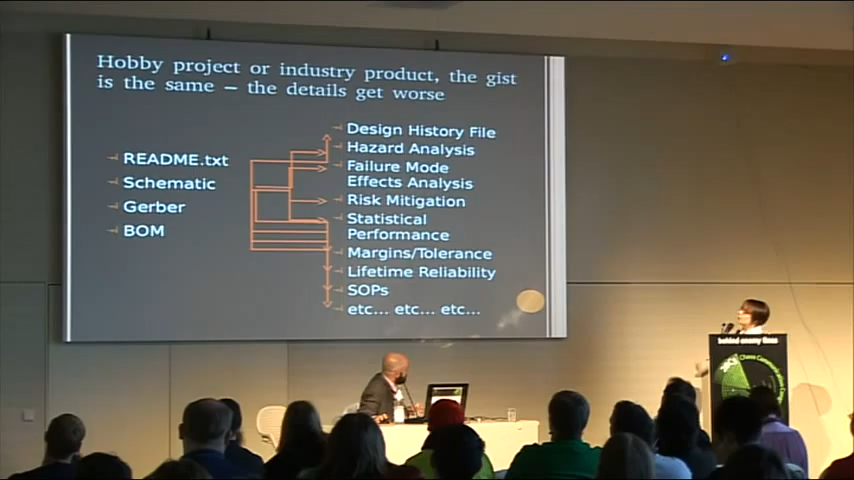 Hobby project or industry product, the gist
is the same – the details get worse
README.txt
Schematic
Gerber
BOM
Design History File
Hazard Analysis
Failure Mode
Effects Analysis
Risk Mitigation
Statistical
Performance
Margins/Tolerance
Lifetime Reliability
SOPs
etc... etc... etc...
behind enemy lines
Chaos Communication